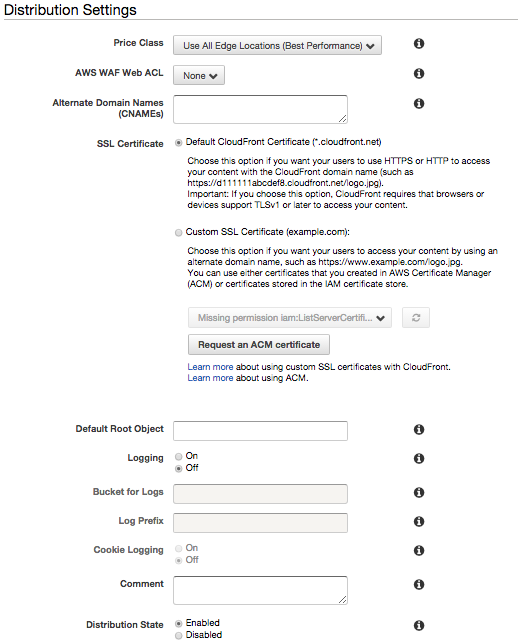 Distribution Settings
Price Class
Use All Edge Locations (Best Performance)
AWS WAF Web ACL
None
Alternate Domain Names
(CNAMEs)
SSL Certificate
Default CloudFront Certificate (*.cloudfront.net)
Choose this option if you want your users to use HTTPS or HTTP to access
your content with the CloudFront domain name (such as
https://d111111abcdef8.cloudfront.net/logo.jpg).
Important: If you choose this option, CloudFront requires that browsers or
devices support TLSv1 or later to access your content.
Custom SSL Certificate (example.com):
Choose this option if you want your users to access your content by using an
alternate domain name, such as https://www.example.com/logo.jpg.
You can use either certificates that you created in AWS Certificate Manager
(ACM) or certificates stored in the IAM certificate store.
Missing permission iam:ListServerCertifi...
Request an ACM certificate
Learn more about using custom SSL certificates with CloudFront.
Learn more about using ACM.
Default Root Object
Logging
On
Off
Bucket for Logs
Log Prefix
Cookie Logging
On
Off
Comment
Distribution State
Enabled
Disabled